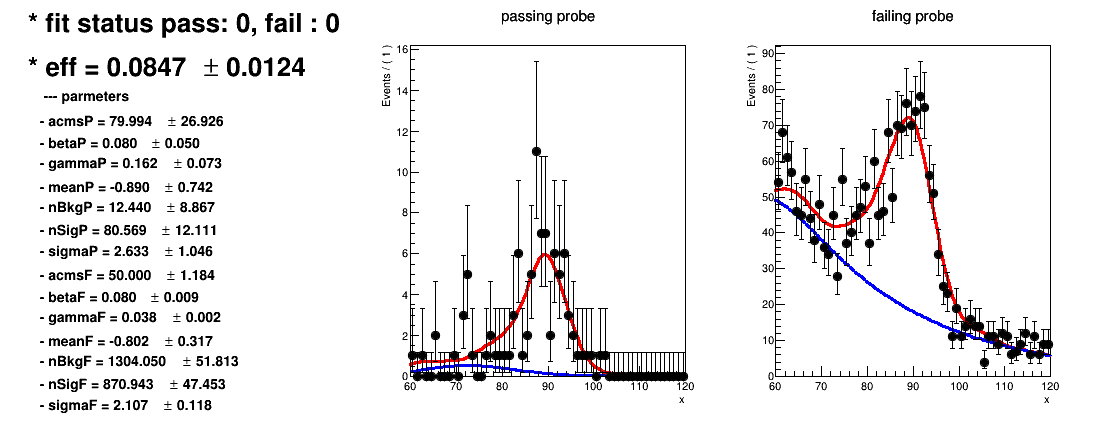 * fit status pass: 0, fail : 0
* eff = 0.0847 ± 0.0124
--- parmeters
- acmsP = 79.994 ± 26.926
- betaP = 0.080 ± 0.050
- gammaP = 0.162 ± 0.073
- meanP = -0.890 ± 0.742
- nBkgP = 12.440 ± 8.867
- nSigP = 80.569 ± 12.111
- sigmaP = 2.633 ± 1.046
- acmsF = 50.000 ± 1.184
- betaF = 0.080 ± 0.009
- gammaF = 0.038 ± 0.002
- meanF = -0.802 ± 0.317
- nBkgF = 1304.050 ± 51.813
- nSigF = 870.943 ± 47.453
- sigmaF = 2.107 ± 0.118
passing probe
Events / ( 1 )
16
14
12
10
8
6
4
2
0
60 70 80 90 100 110 120
x
failing probe
Events / ( 1 )
90
80
70
60
50
40
30
20
10
0
60 70 80 90 100 110 120
x